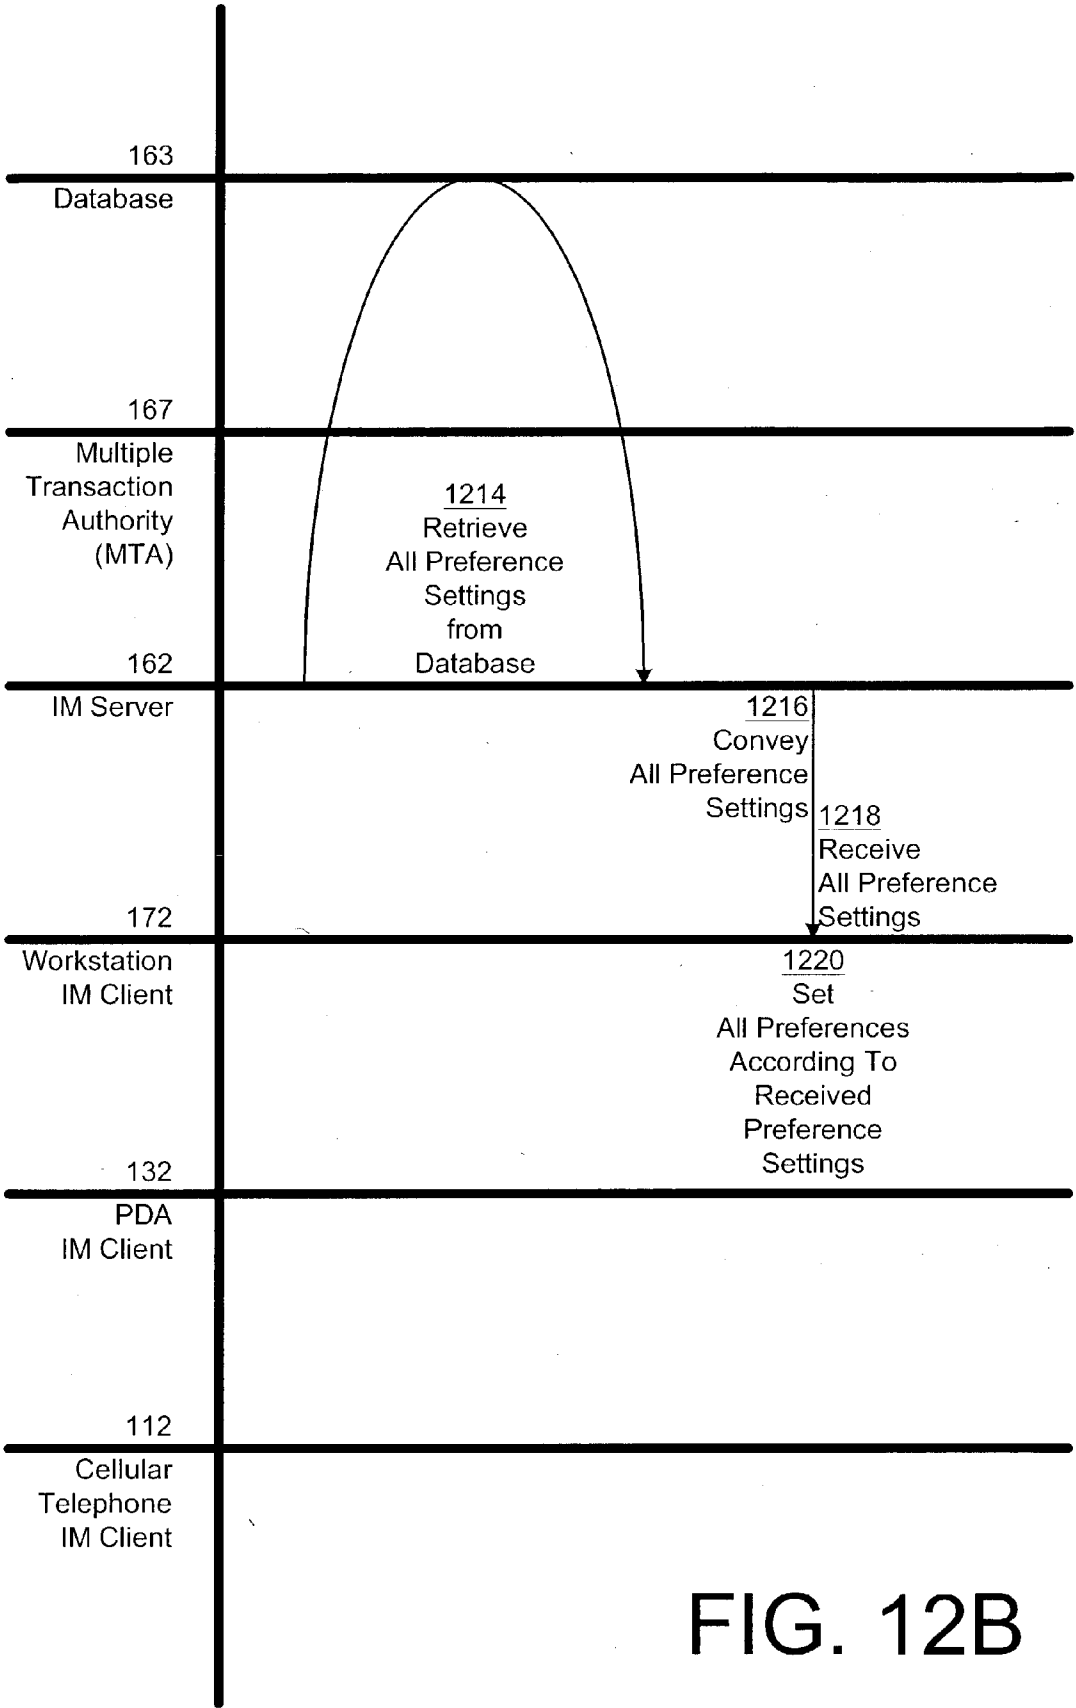 163
Database
167
Multiple
Transaction
Authority
(MTA)
1214
Retrieve
All Preference
Settings
from
Database
162
IM Server
1216
Convey
All Preference
Settings
1218
Receive
All Preference
Settings
172
Workstation
IM Client
1220
Set
All Preferences
According To
Received
Preference
Settings
132
PDA
IM Client
112
Cellular
Telephone
IM Client
FIG. 12B